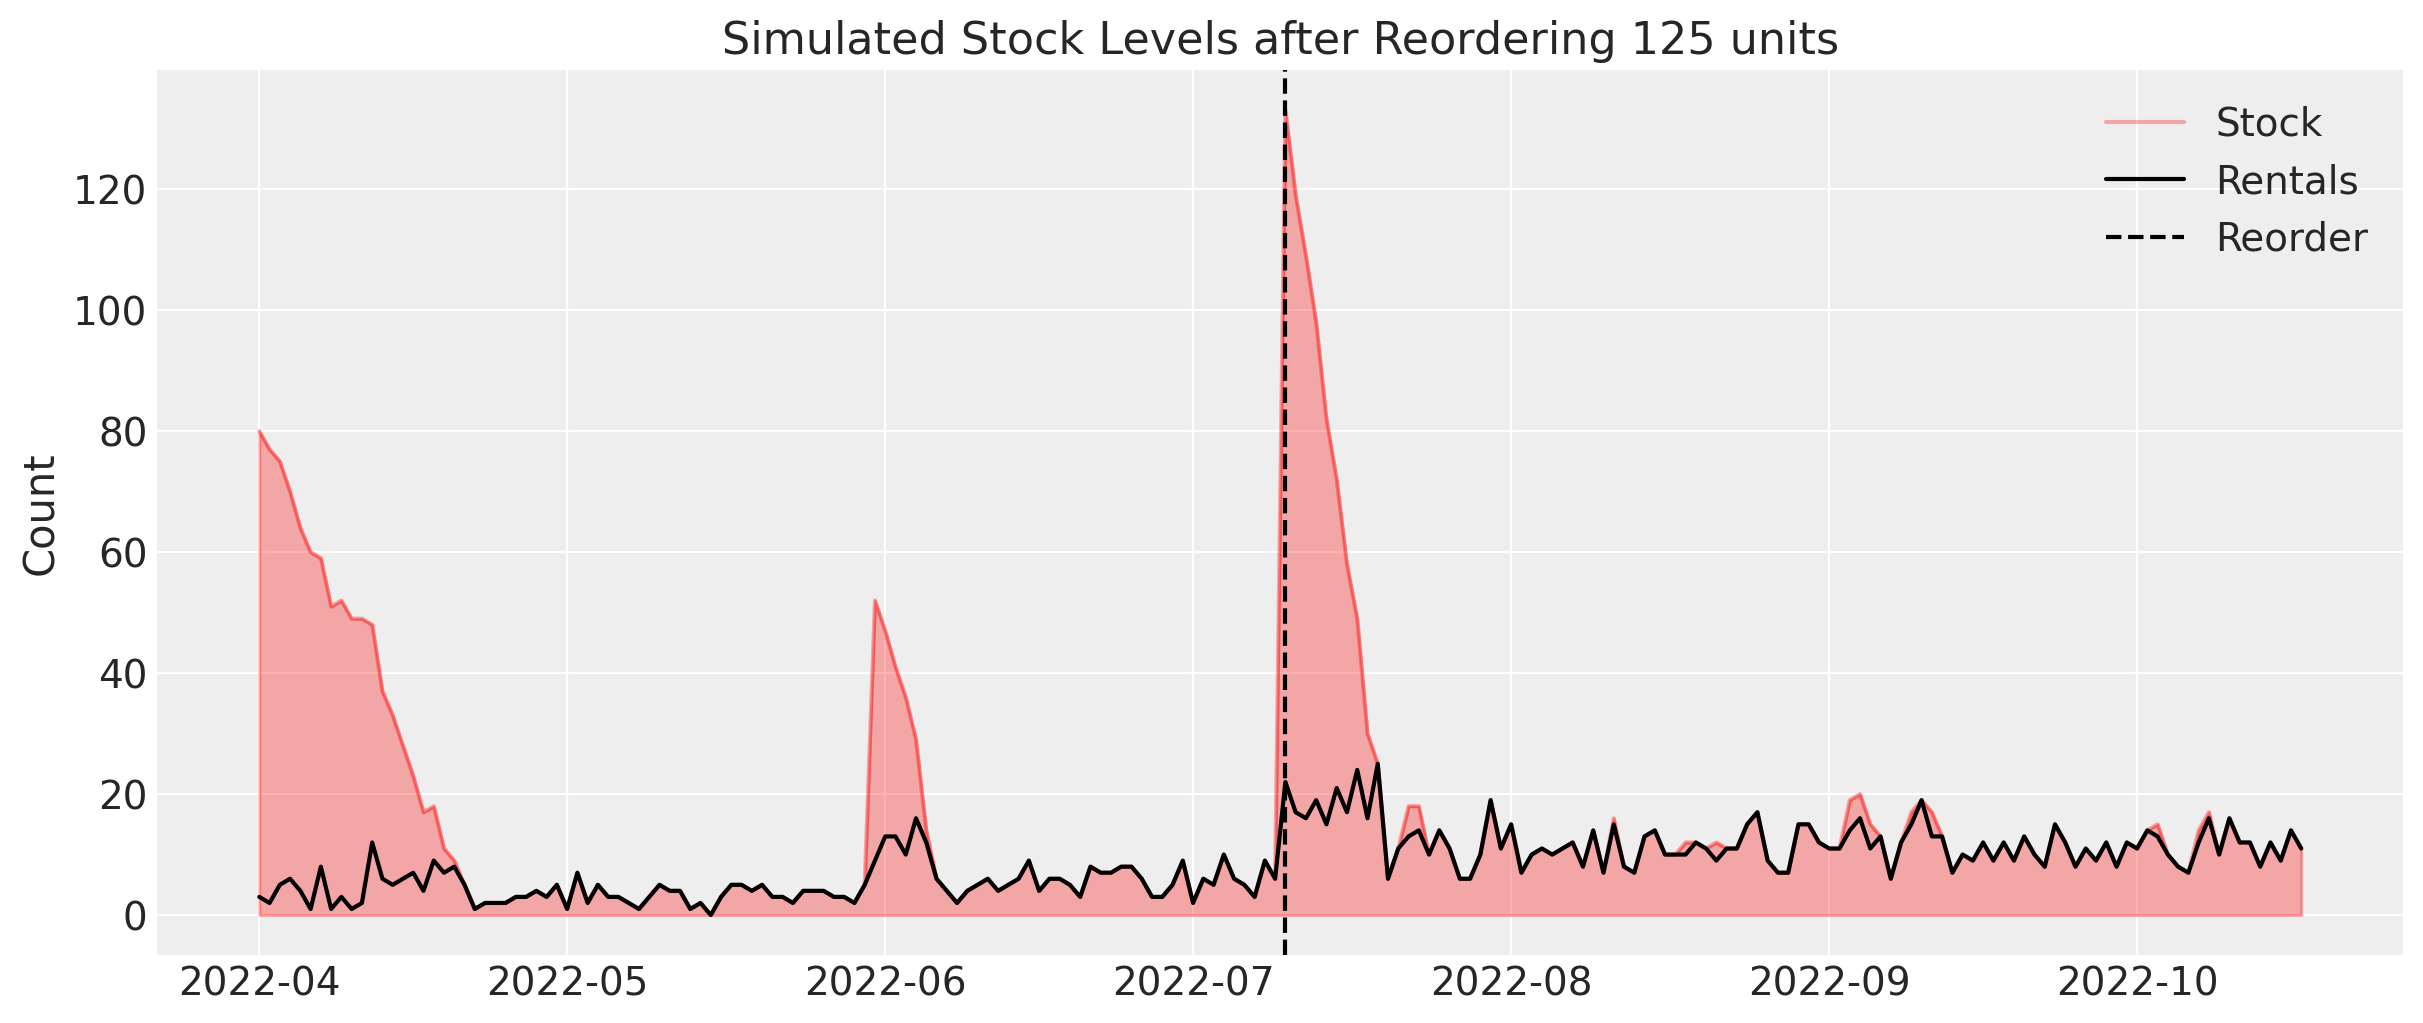 Simulated Stock Levels after Reordering 125 units
Stock
Rentals
Reorder
120
100
80
60
40
20
0
Count
2022-04
2022-05
2022-06
2022-07
2022-08
2022-09
2022-10